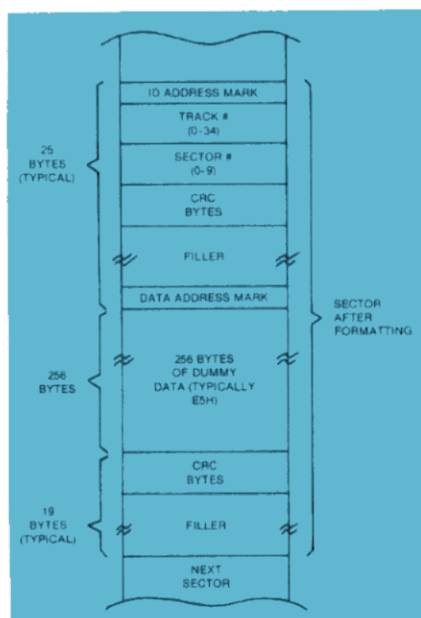 ID ADDRESS MARK
TRACK #
(0-34)
SECTOR #
(0-9)
CRC
BYTES
FILLER
DATA ADDRESS MARK
256 BYTES
OF DUMMY
DATA (TYPICALLY
E5H)
CRC
BYTES
FILLER
NEXT
SECTOR
25
BYTES
(TYPICAL)
256
BYTES
19
BYTES
(TYPICAL)
SECTOR
AFTER
FORMATTING